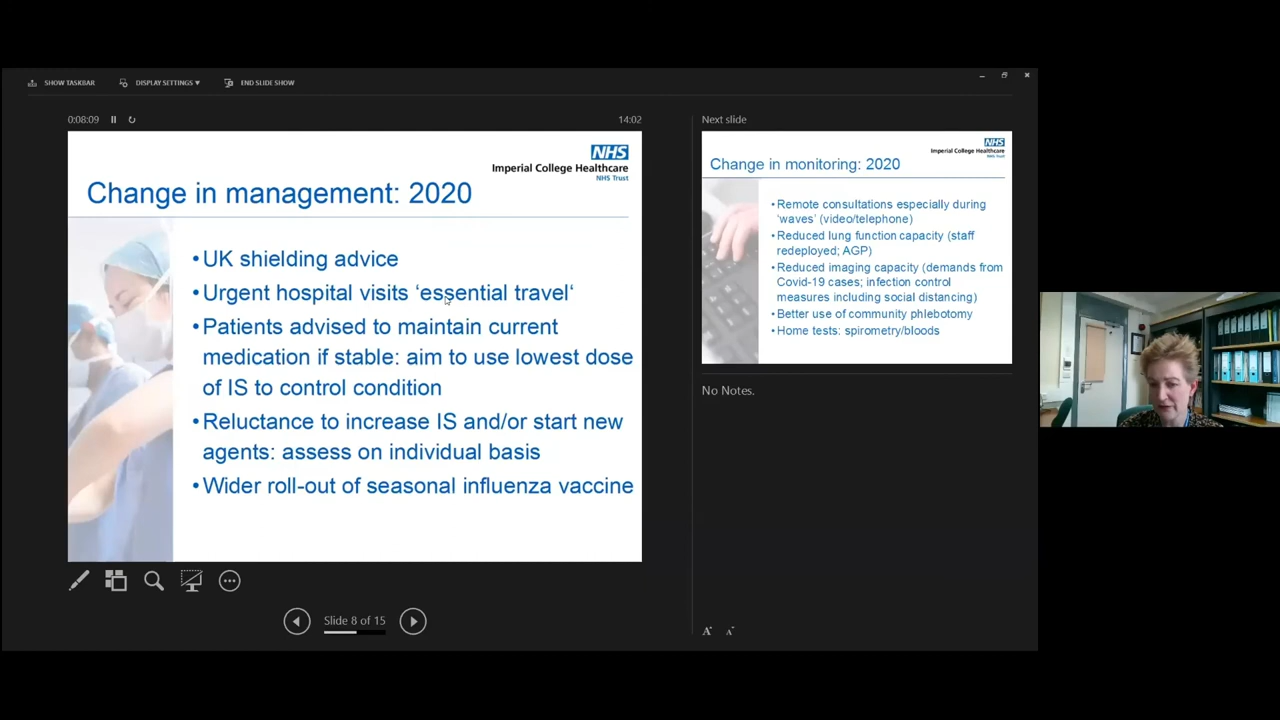 SHOW TASKBAR
DISPLAY SETTINGS ▼
END SLIDE SHOW
0:08:09
14:02
NHS
Imperial College Healthcare
NHS Trust
Change in management: 2020
•UK shielding advice
•Urgent hospital visits ‘essential travel‘
•Patients advised to maintain current
medication if stable: aim to use lowest dose
of IS to control condition
•Reluctance to increase IS and/or start new
agents: assess on individual basis
•Wider roll-out of seasonal influenza vaccine
Slide 8 of 15
Next slide
NHS
Imperial College Healthcare
NHS Trust
Change in monitoring: 2020
•Remote consultations especially during
‘waves’ (video/telephone)
•Reduced lung function capacity (staff
redeployed; AGP)
•Reduced imaging capacity (demands from
Covid-19 cases; infection control
measures including social distancing)
•Better use of community phlebotomy
•Home tests: spirometry/bloods
No Notes.
A A